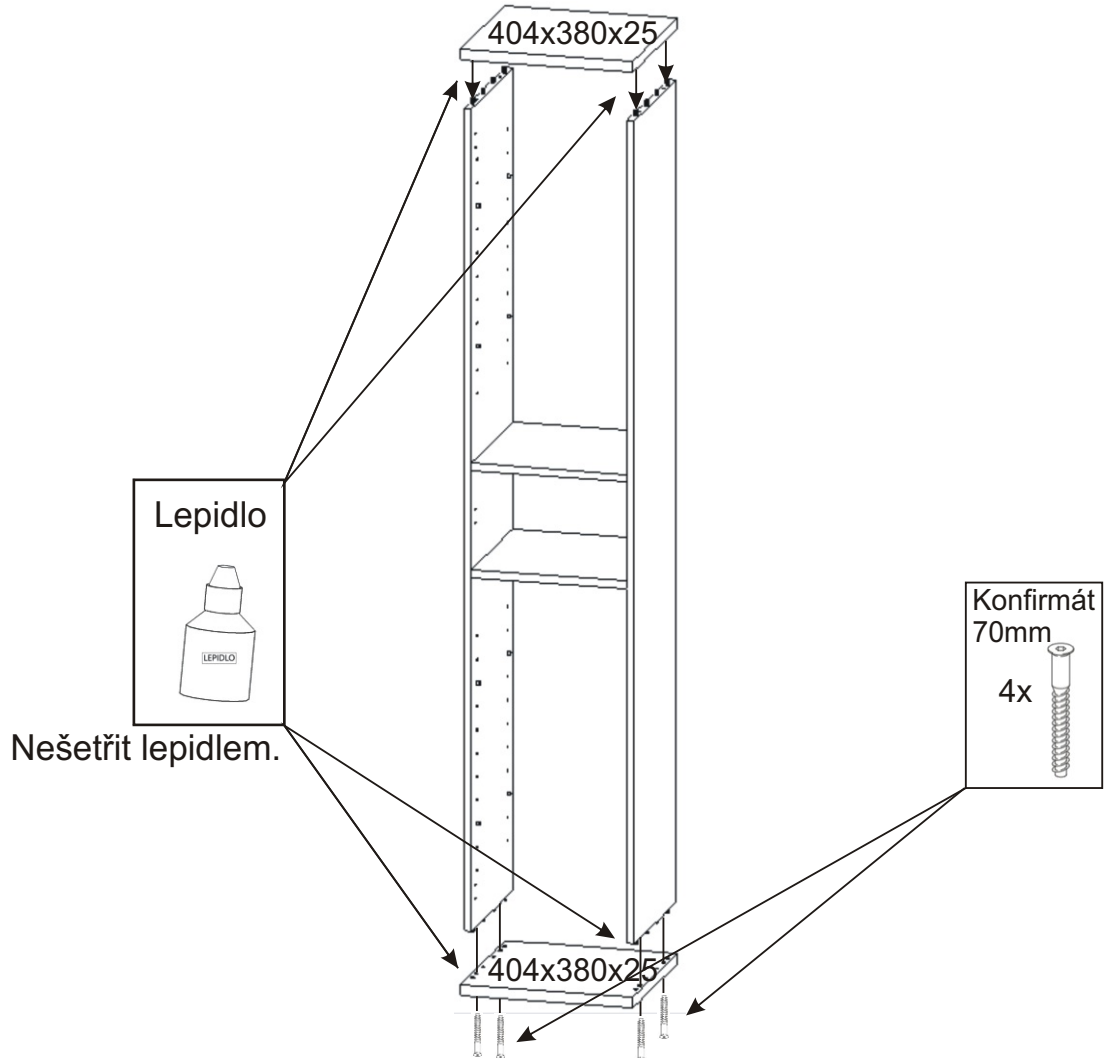 404x380x25
Lepidlo
LEPIDLO
Nešetřit lepidlem.
Konfirmát
70mm
4x
404x380x25